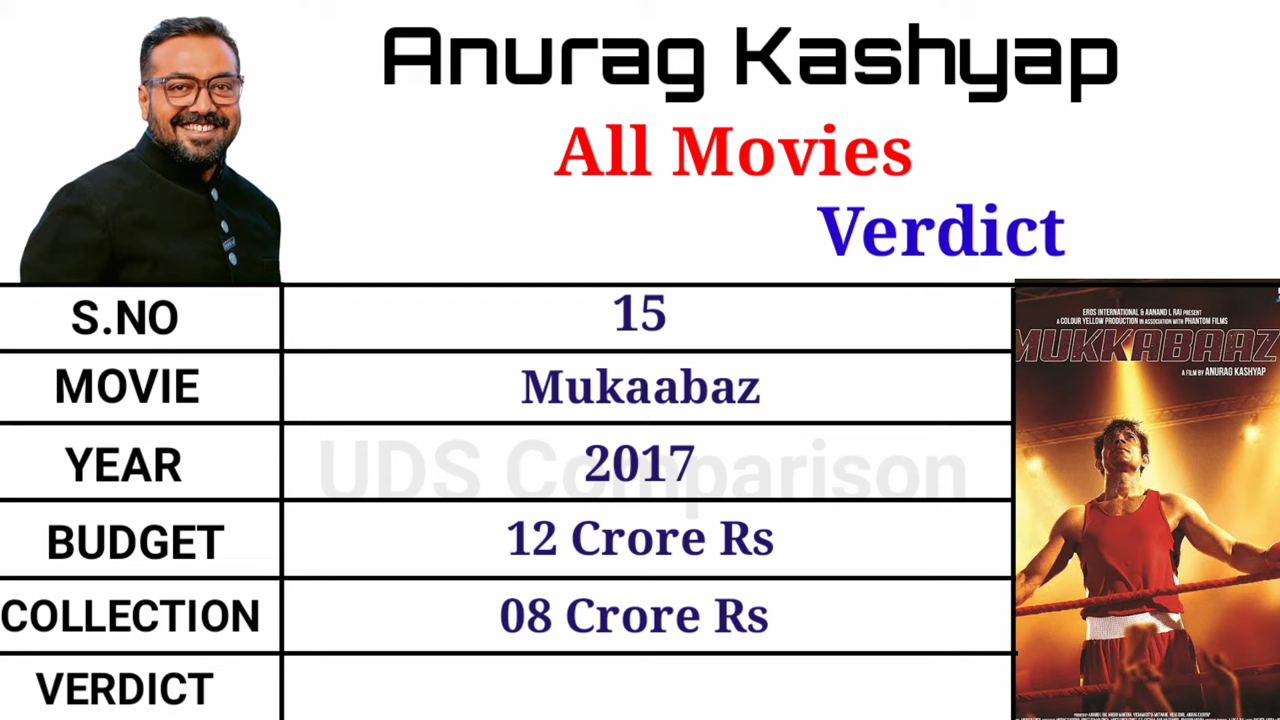 Anurag Kashyap
All Movies
Verdict
S.NO 15
MOVIE Mukaabaz
YEAR 2017
BUDGET 12 Crore Rs
COLLECTION 08 Crore Rs
VERDICT
UDS Comparison
EROS INTERNATIONAL & AANAND L RAI PRESENT
A COLOUR YELLOW PRODUCTION IN ASSOCIATION WITH PHANTOM FILMS
MUKKABAAZ
A FILM BY ANURAG KASHYAP